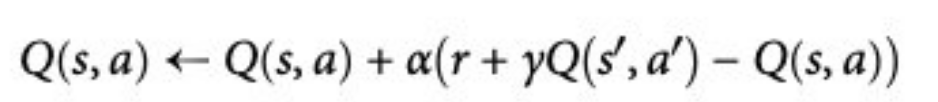 Q(s, a) ← Q(s, a) + α(r + γQ(s′, a′) − Q(s, a))